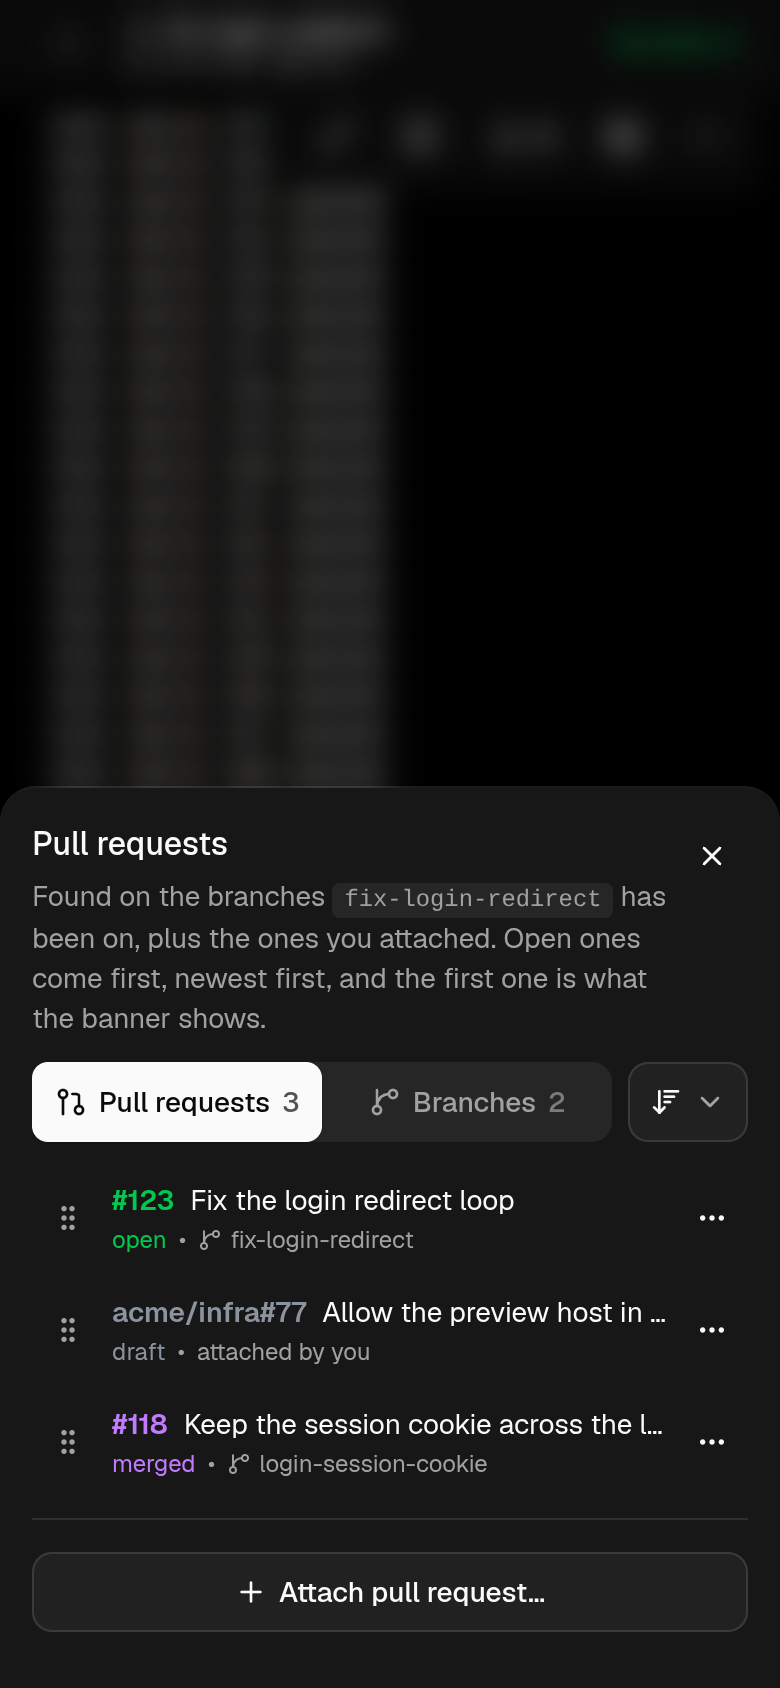 Pull requests
Found on the branches fix-login-redirect has
been on, plus the ones you attached. Open ones
come first, newest first, and the first one is what
the banner shows.
Pull requests 3
Branches 2
#123 Fix the login redirect loop
open • fix-login-redirect
acme/infra#77 Allow the preview host in ...
draft • attached by you
#118 Keep the session cookie across the l...
merged • login-session-cookie
Attach pull request...